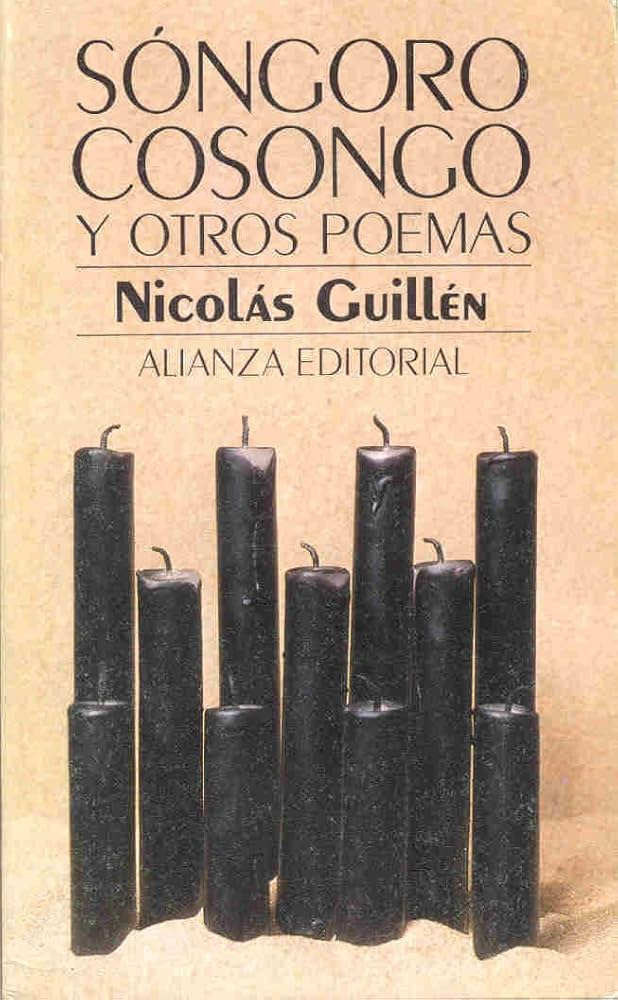 SÓNGORO
COSONGO
Y OTROS POEMAS
Nicolás Guillén
ALIANZA EDITORIAL